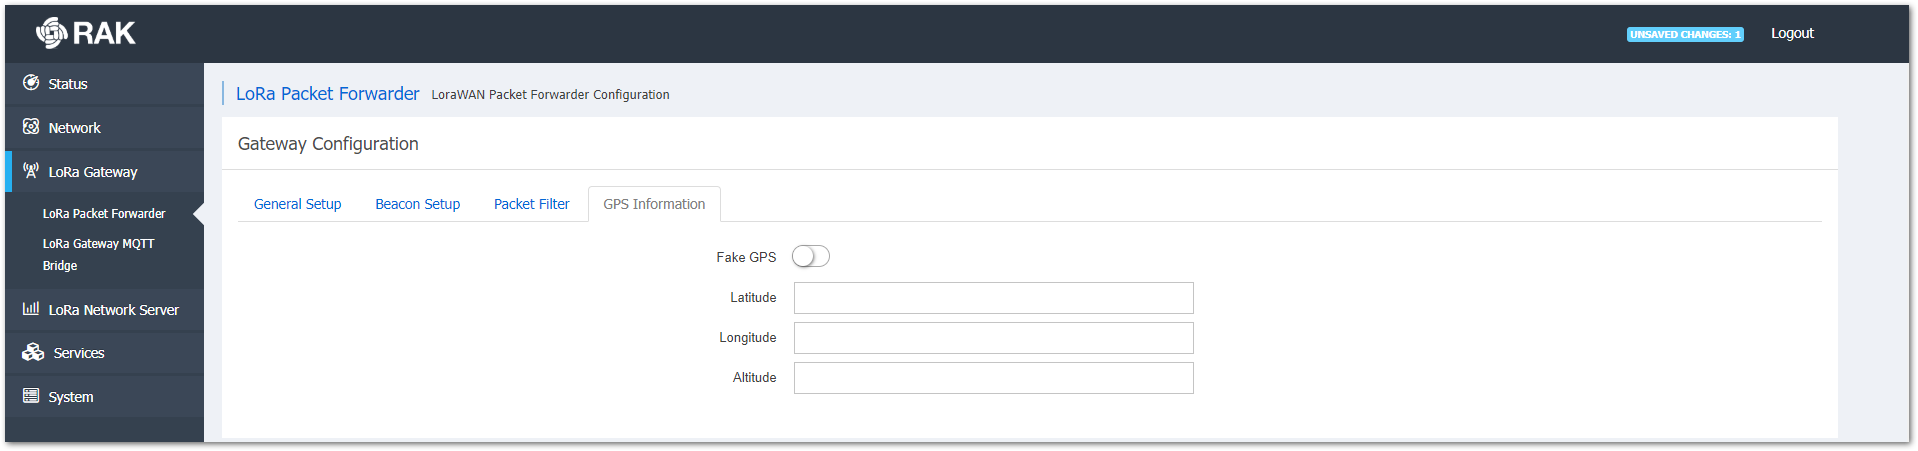 RAK
UNSAVED CHANGES: 1
Logout
Status
Network
LoRa Gateway
LoRa Packet Forwarder
LoRa Gateway MQTT
Bridge
LoRa Network Server
Services
System
LoRa Packet Forwarder LoraWAN Packet Forwarder Configuration
Gateway Configuration
General Setup Beacon Setup Packet Filter GPS Information
Fake GPS
Latitude
Longitude
Altitude